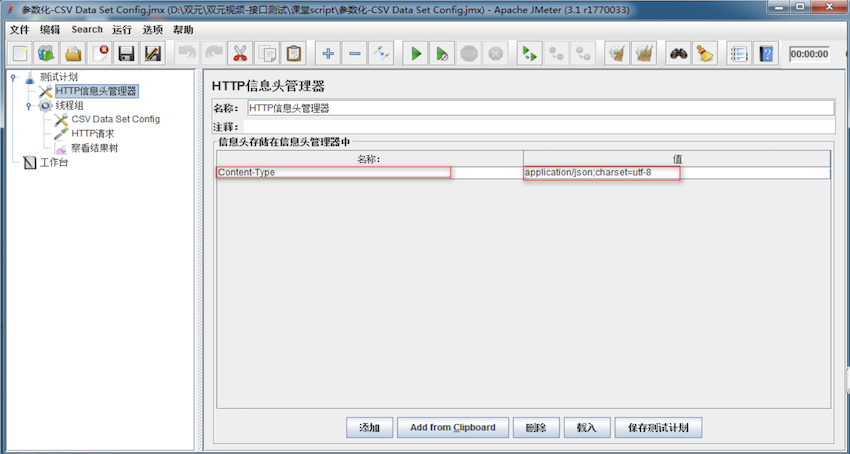 参数化-CSV Data Set Config.jmx (D:\双元\双元视频-接口测试\课堂script\参数化-CSV Data Set Config.jmx) - Apache JMeter (3.1 r1770033)
文件 编辑 Search 运行 选项 帮助
00:00:00
测试计划
HTTP信息头管理器
线程组
CSV Data Set Config
HTTP请求
察看结果树
工作台
HTTP信息头管理器
名称: HTTP信息头管理器
注释:
信息头存储在信息头管理器中
名称: 值
Content-Type application/json;charset=utf-8
添加 Add from Clipboard 删除 载入 保存测试计划